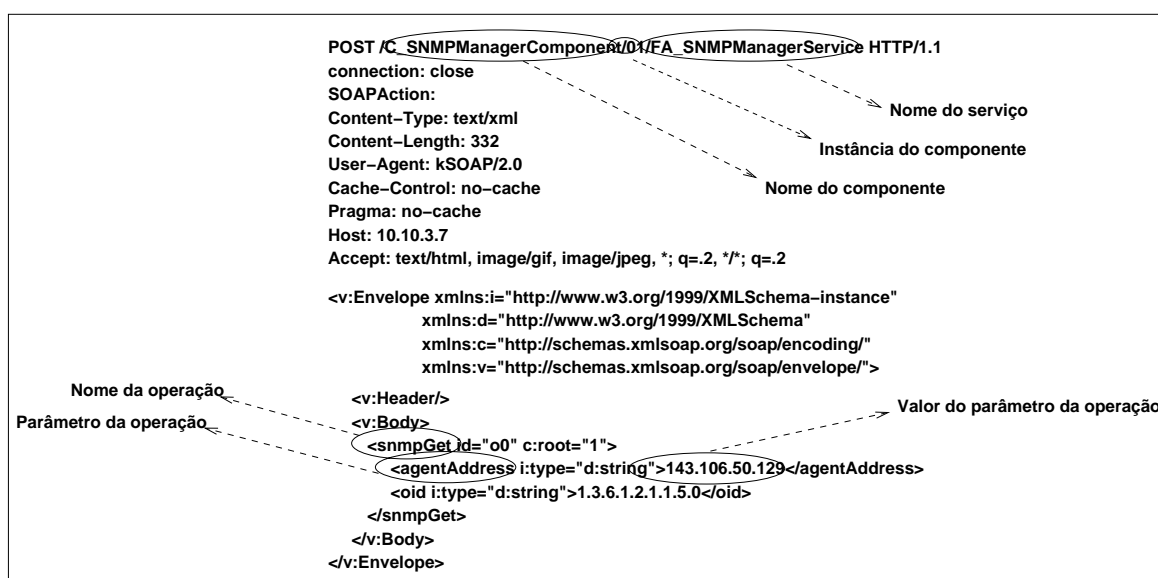 POST /C_SNMPManagerComponent/01/FA_SNMPManagerService HTTP/1.1
connection: close
SOAPAction:
Nome do serviço
Content−Type: text/xml
Content−Length: 332
Instância do componente
User−Agent: kSOAP/2.0
Cache−Control: no−cache
Nome do componente
Pragma: no−cache
Host: 10.10.3.7
Accept: text/html, image/gif, image/jpeg, *; q=.2, */*; q=.2
<v:Envelope xmlns:i="http://www.w3.org/1999/XMLSchema−instance"
xmlns:d="http://www.w3.org/1999/XMLSchema"
xmlns:c="http://schemas.xmlsoap.org/soap/encoding/"
xmlns:v="http://schemas.xmlsoap.org/soap/envelope/">
Nome da operação
<v:Header/>
Valor do parâmetro da operação
Parâmetro da operação
<v:Body>
<snmpGet id="o0" c:root="1">
<agentAddress i:type="d:string">143.106.50.129</agentAddress>
<oid i:type="d:string">1.3.6.1.2.1.1.5.0</oid>
</snmpGet>
</v:Body>
</v:Envelope>